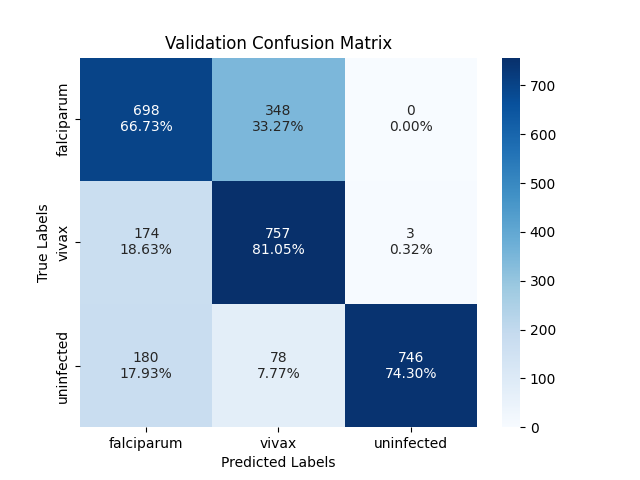 Validation Confusion Matrix
True Labels
falciparum
698 348 0
66.73% 33.27% 0.00%
vivax
174 757 3
18.63% 81.05% 0.32%
uninfected
180 78 746
17.93% 7.77% 74.30%
falciparum vivax uninfected
Predicted Labels
700
600
500
400
300
200
100
0